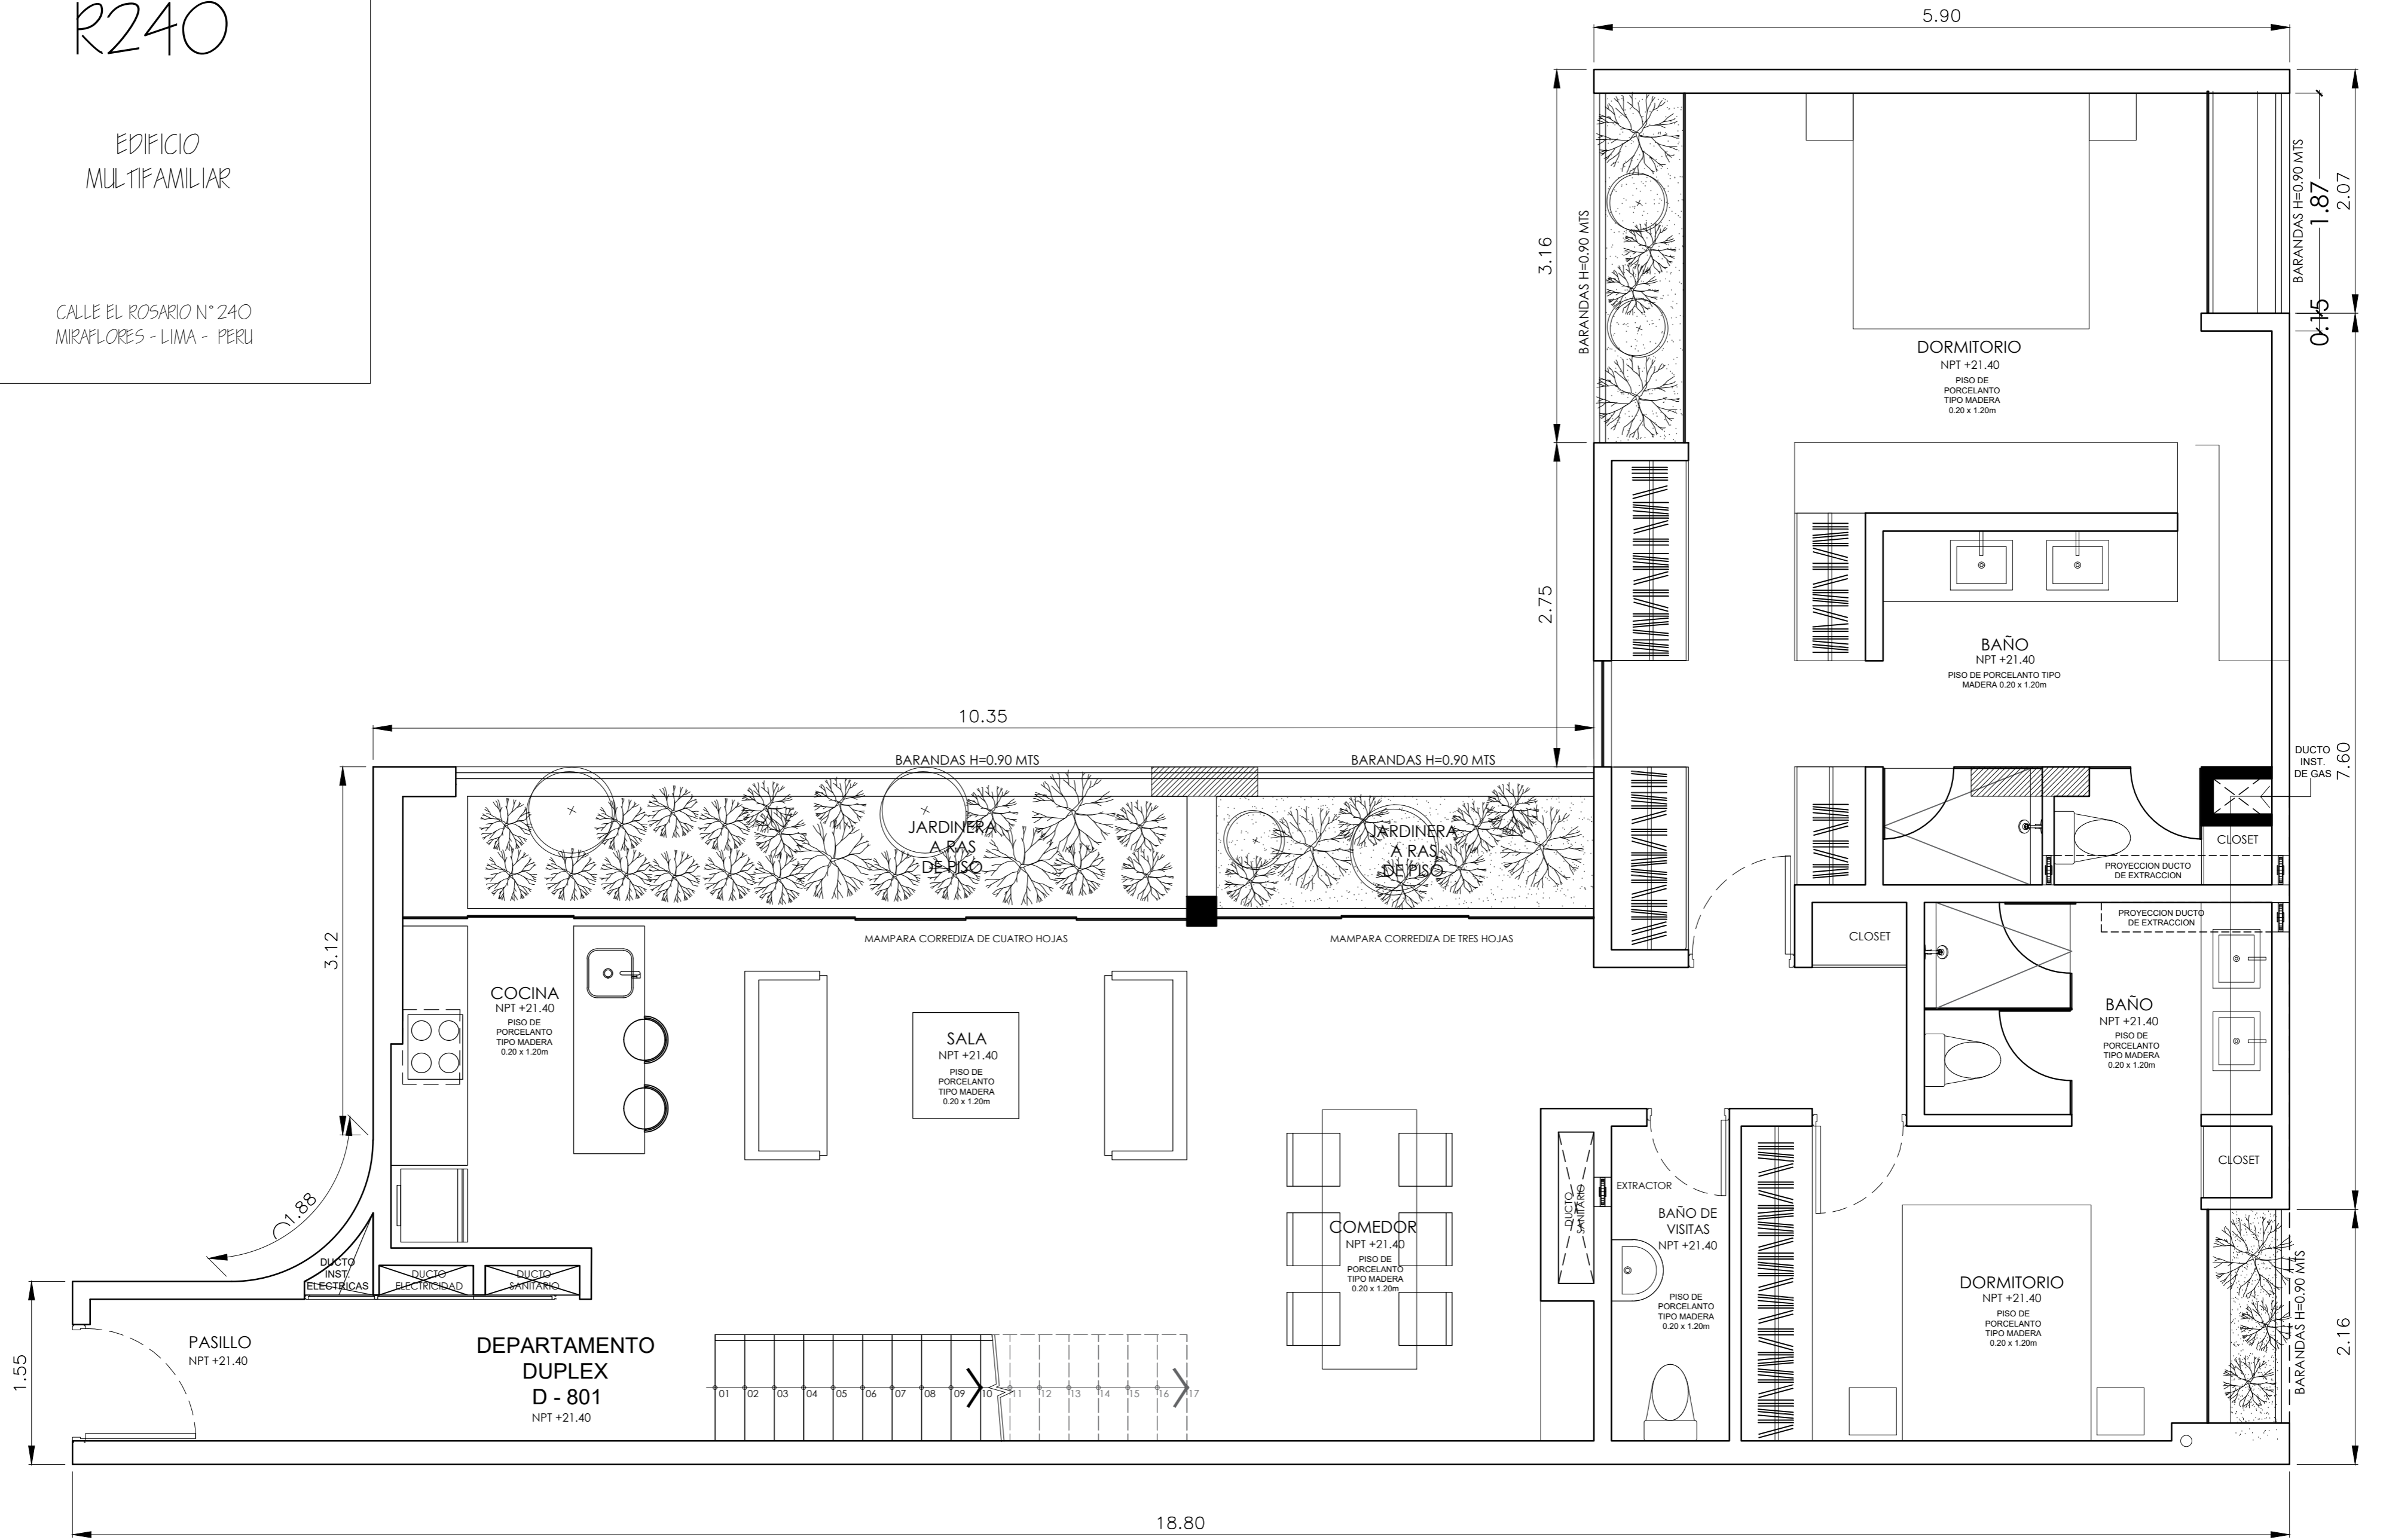 R240
EDIFICIO
MULTIFAMILIAR
CALLE EL ROSARIO N° 240
MIRAFLORES - LIMA - PERU
5.90
3.16
BARANDAS H=0.90 MTS
BARANDAS H=0.90 MTS
1.87
2.07
0.15
DORMITORIO
NPT +21.40
PISO DE
PORCELANTO
TIPO MADERA
0.20 x 1.20m
2.75
BAÑO
NPT +21.40
PISO DE PORCELANTO TIPO
MADERA 0.20 x 1.20m
10.35
BARANDAS H=0.90 MTS
BARANDAS H=0.90 MTS
DUCTO
INST.
DE GAS
7.60
JARDINERA
A RAS
DE PISO
JARDINERA
A RAS
DE PISO
CLOSET
PROYECCION DUCTO
DE EXTRACCION
PROYECCION DUCTO
DE EXTRACCION
3.12
MAMPARA CORREDIZA DE CUATRO HOJAS
MAMPARA CORREDIZA DE TRES HOJAS
CLOSET
COCINA
NPT +21.40
PISO DE
PORCELANTO
TIPO MADERA
0.20 x 1.20m
SALA
NPT +21.40
PISO DE
PORCELANTO
TIPO MADERA
0.20 x 1.20m
BAÑO
NPT +21.40
PISO DE
PORCELANTO
TIPO MADERA
0.20 x 1.20m
CLOSET
1.88
DUCTO
SANITARIO
EXTRACTOR
BAÑO DE
VISITAS
NPT +21.40
PISO DE
PORCELANTO
TIPO MADERA
0.20 x 1.20m
COMEDOR
NPT +21.40
PISO DE
PORCELANTO
TIPO MADERA
0.20 x 1.20m
DUCTO
INST.
ELECTRICAS
DUCTO
ELECTRICIDAD
DUCTO
SANITARIO
DORMITORIO
NPT +21.40
PISO DE
PORCELANTO
TIPO MADERA
0.20 x 1.20m
BARANDAS H=0.90 MTS
2.16
1.55
PASILLO
NPT +21.40
DEPARTAMENTO
DUPLEX
D - 801
NPT +21.40
01 02 03 04 05 06 07 08 09 10 11 12 13 14 15 16 17
18.80